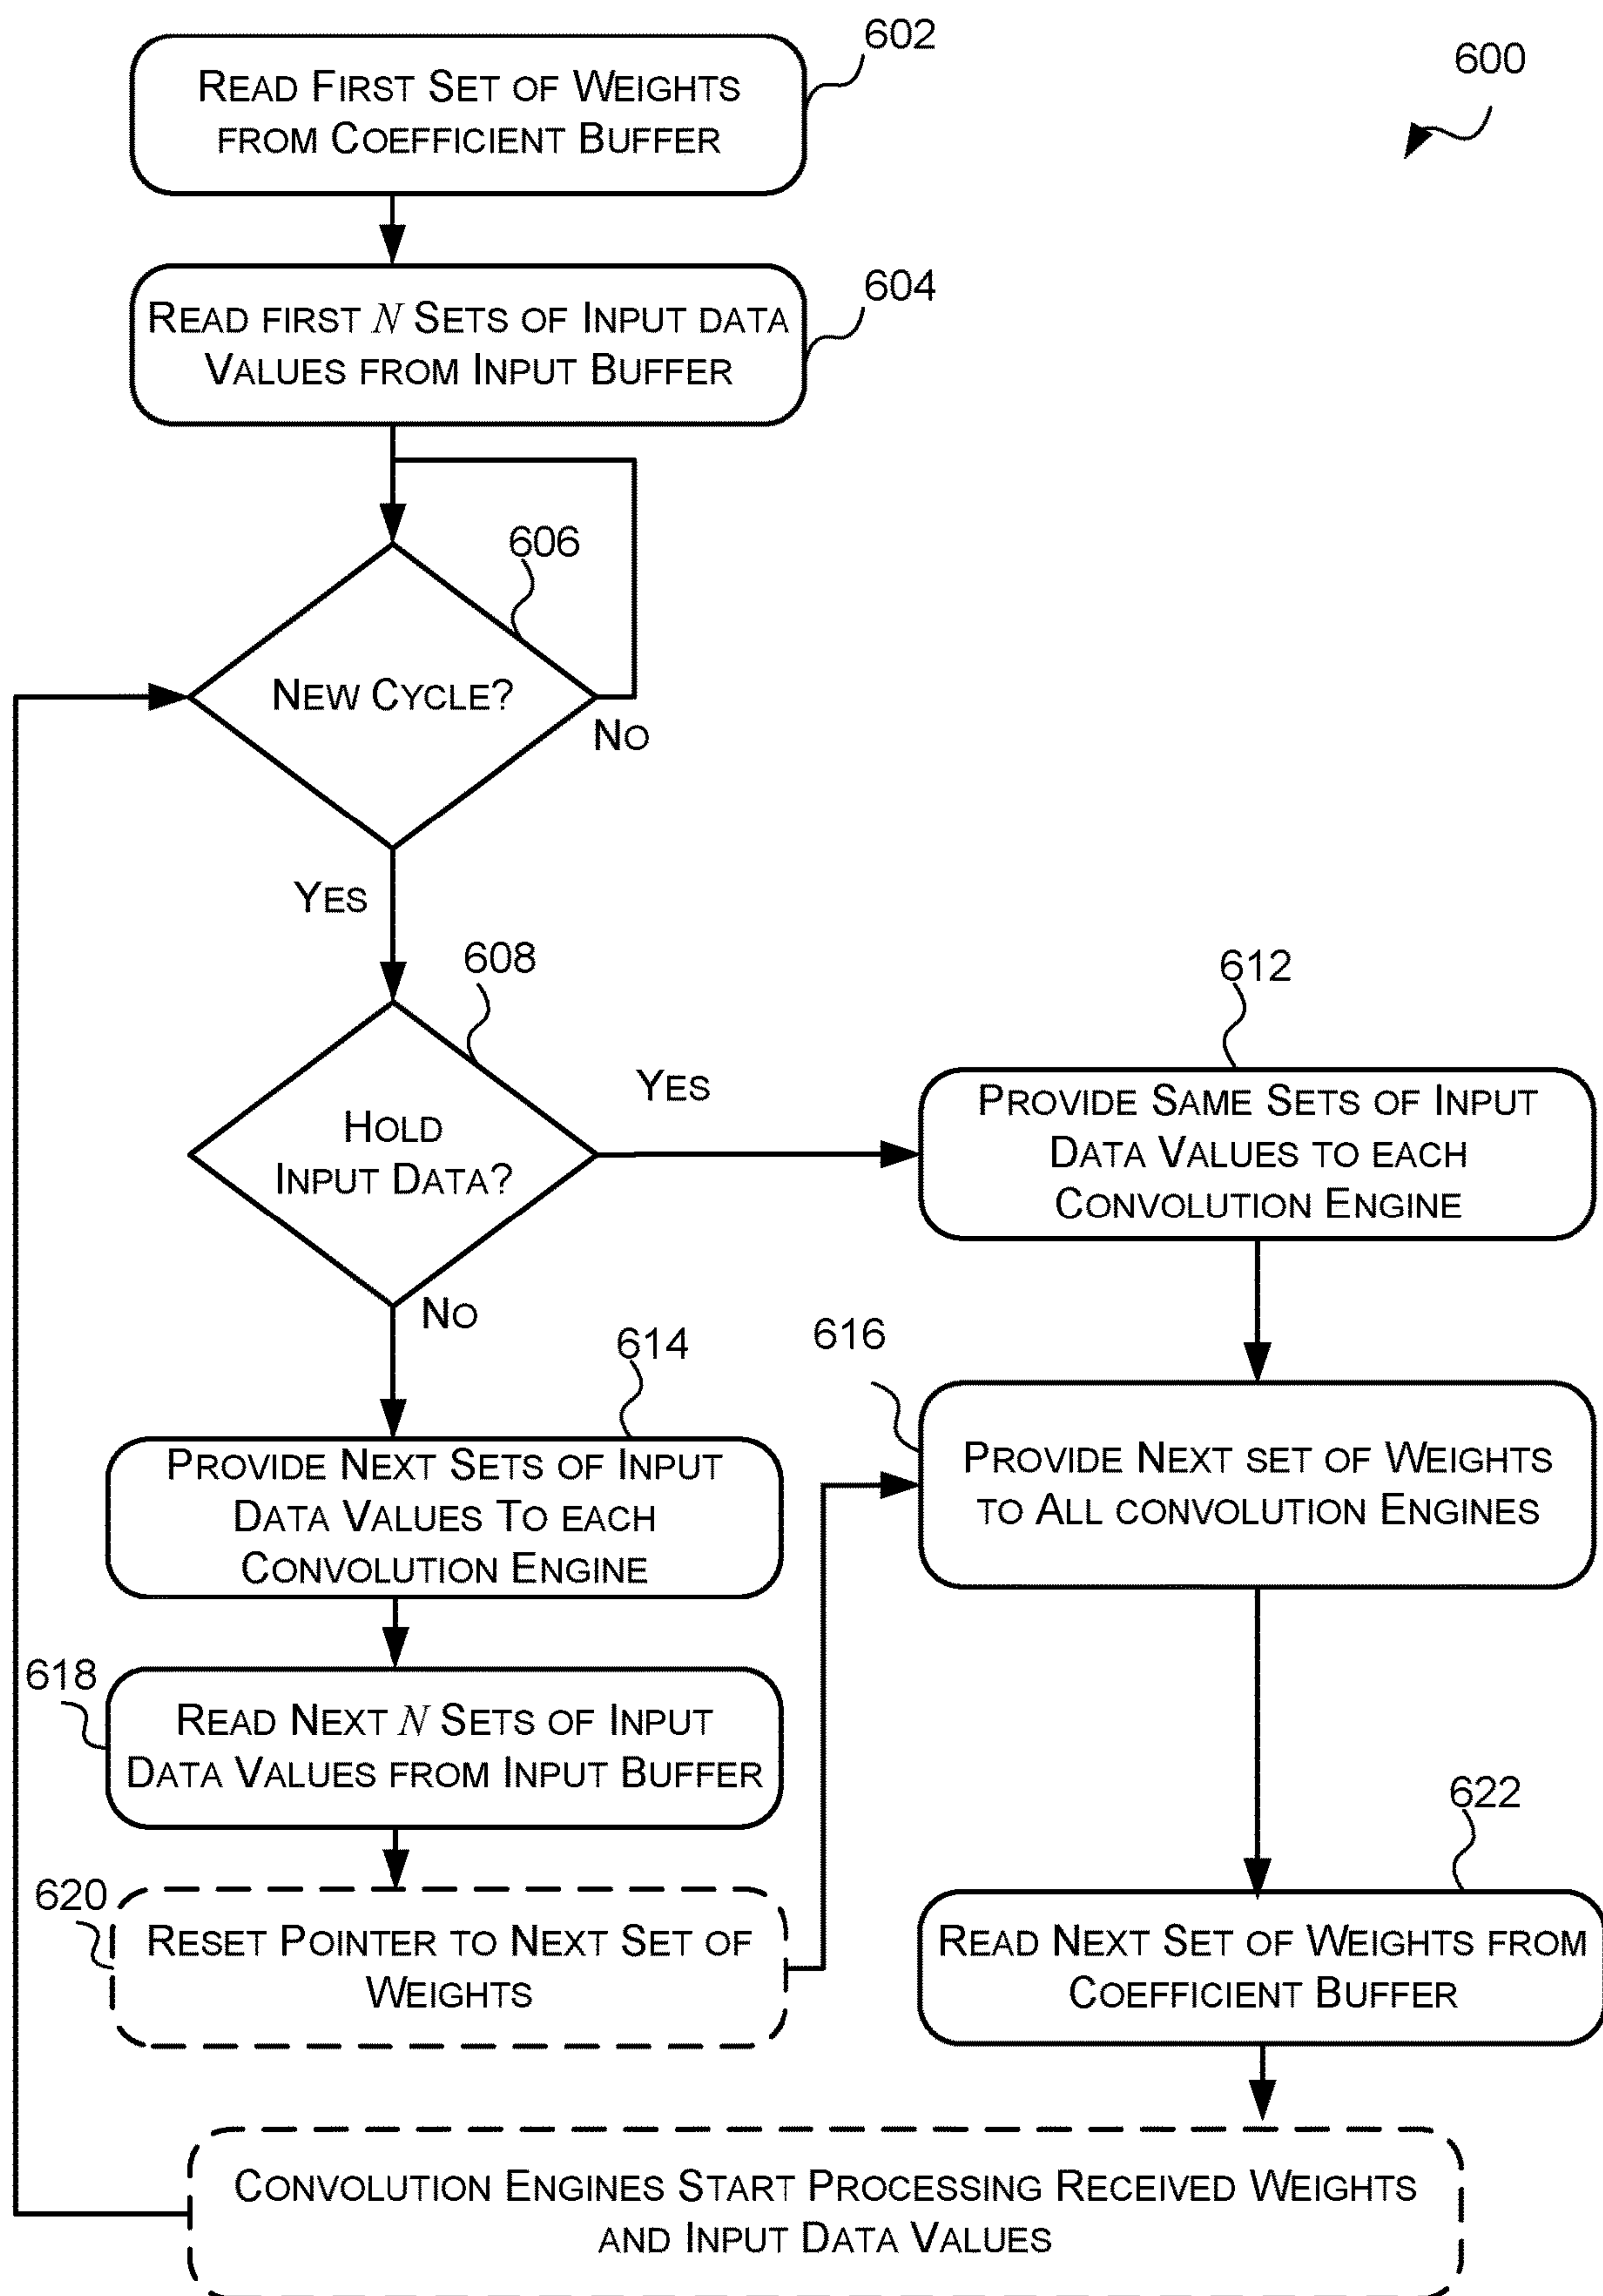 602
600
READ FIRST SET OF WEIGHTS
FROM COEFFICIENT BUFFER
604
READ FIRST N SETS OF INPUT DATA
VALUES FROM INPUT BUFFER
606
NEW CYCLE?
NO
YES
608
612
YES
HOLD
INPUT DATA?
PROVIDE SAME SETS OF INPUT
DATA VALUES TO EACH
CONVOLUTION ENGINE
NO
614
616
PROVIDE NEXT SETS OF INPUT
DATA VALUES TO EACH
CONVOLUTION ENGINE
PROVIDE NEXT SET OF WEIGHTS
TO ALL CONVOLUTION ENGINES
618
READ NEXT N SETS OF INPUT
DATA VALUES FROM INPUT BUFFER
622
620
RESET POINTER TO NEXT SET OF
WEIGHTS
READ NEXT SET OF WEIGHTS FROM
COEFFICIENT BUFFER
CONVOLUTION ENGINES START PROCESSING RECEIVED WEIGHTS
AND INPUT DATA VALUES